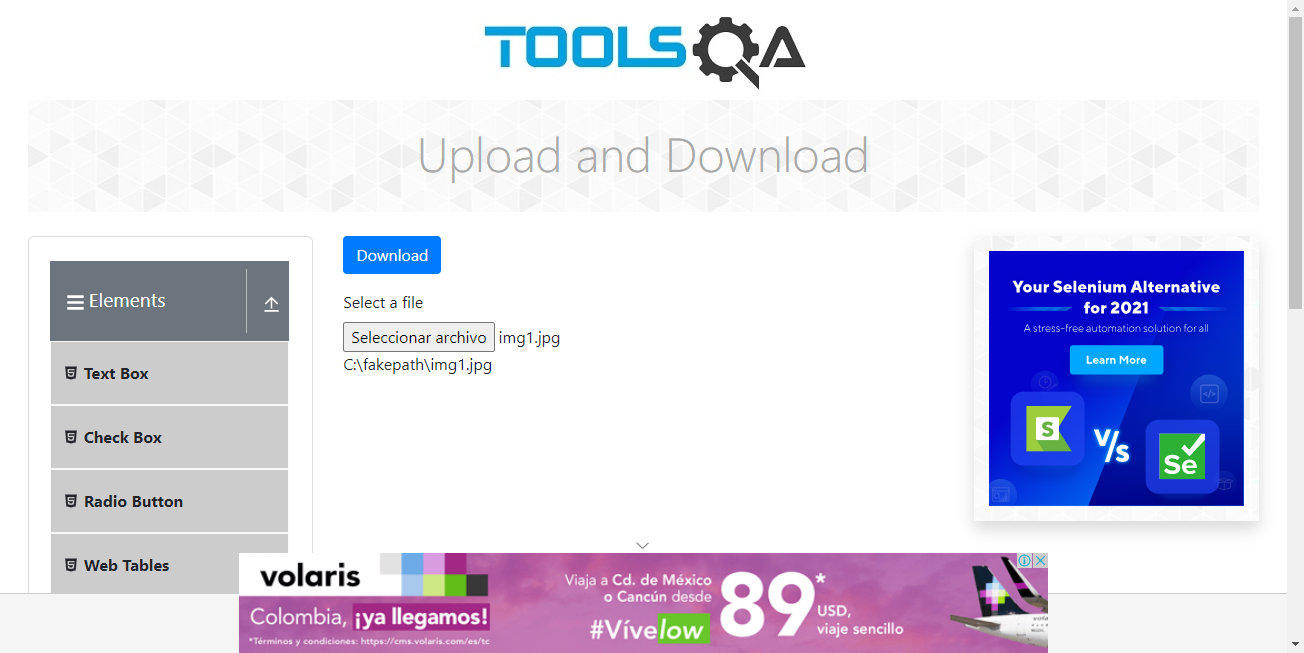 TOOLSQA
Upload and Download
Elements
Text Box
Check Box
Radio Button
Web Tables
Download
Select a file
Seleccionar archivo img1.jpg
C:\fakepath\img1.jpg
Your Selenium Alternative
for 2021
A stress-free automation solution for all
Learn More
S
V/s
Se
volaris
Colombia, ¡ya llegamos!
*Términos y condiciones: https://cms.volaris.com/es/tc
Viaja a Cd. de México
o Cancún desde
#Vívelow
89*
USD,
viaje sencillo